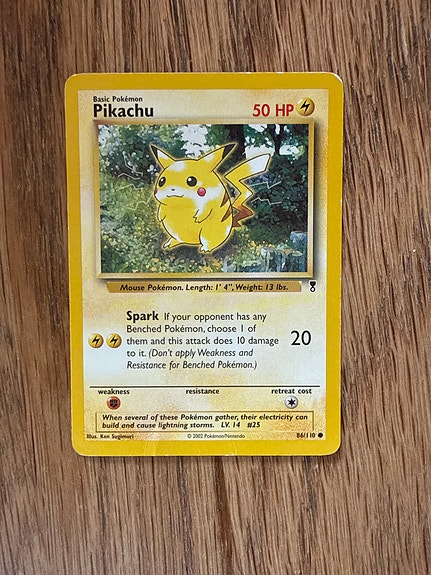 Basic Pokémon
Pikachu 50 HP
Mouse Pokémon. Length: 1' 4", Weight: 13 lbs.
Spark If your opponent has any
Benched Pokémon, choose 1 of
them and this attack does 10 damage
to it. (Don't apply Weakness and
Resistance for Benched Pokémon.)
20
weakness resistance retreat cost
When several of these Pokémon gather, their electricity can
build and cause lightning storms. LV. 14 #25
Illus. Ken Sugimori © 2002 Pokémon/Nintendo 86/110